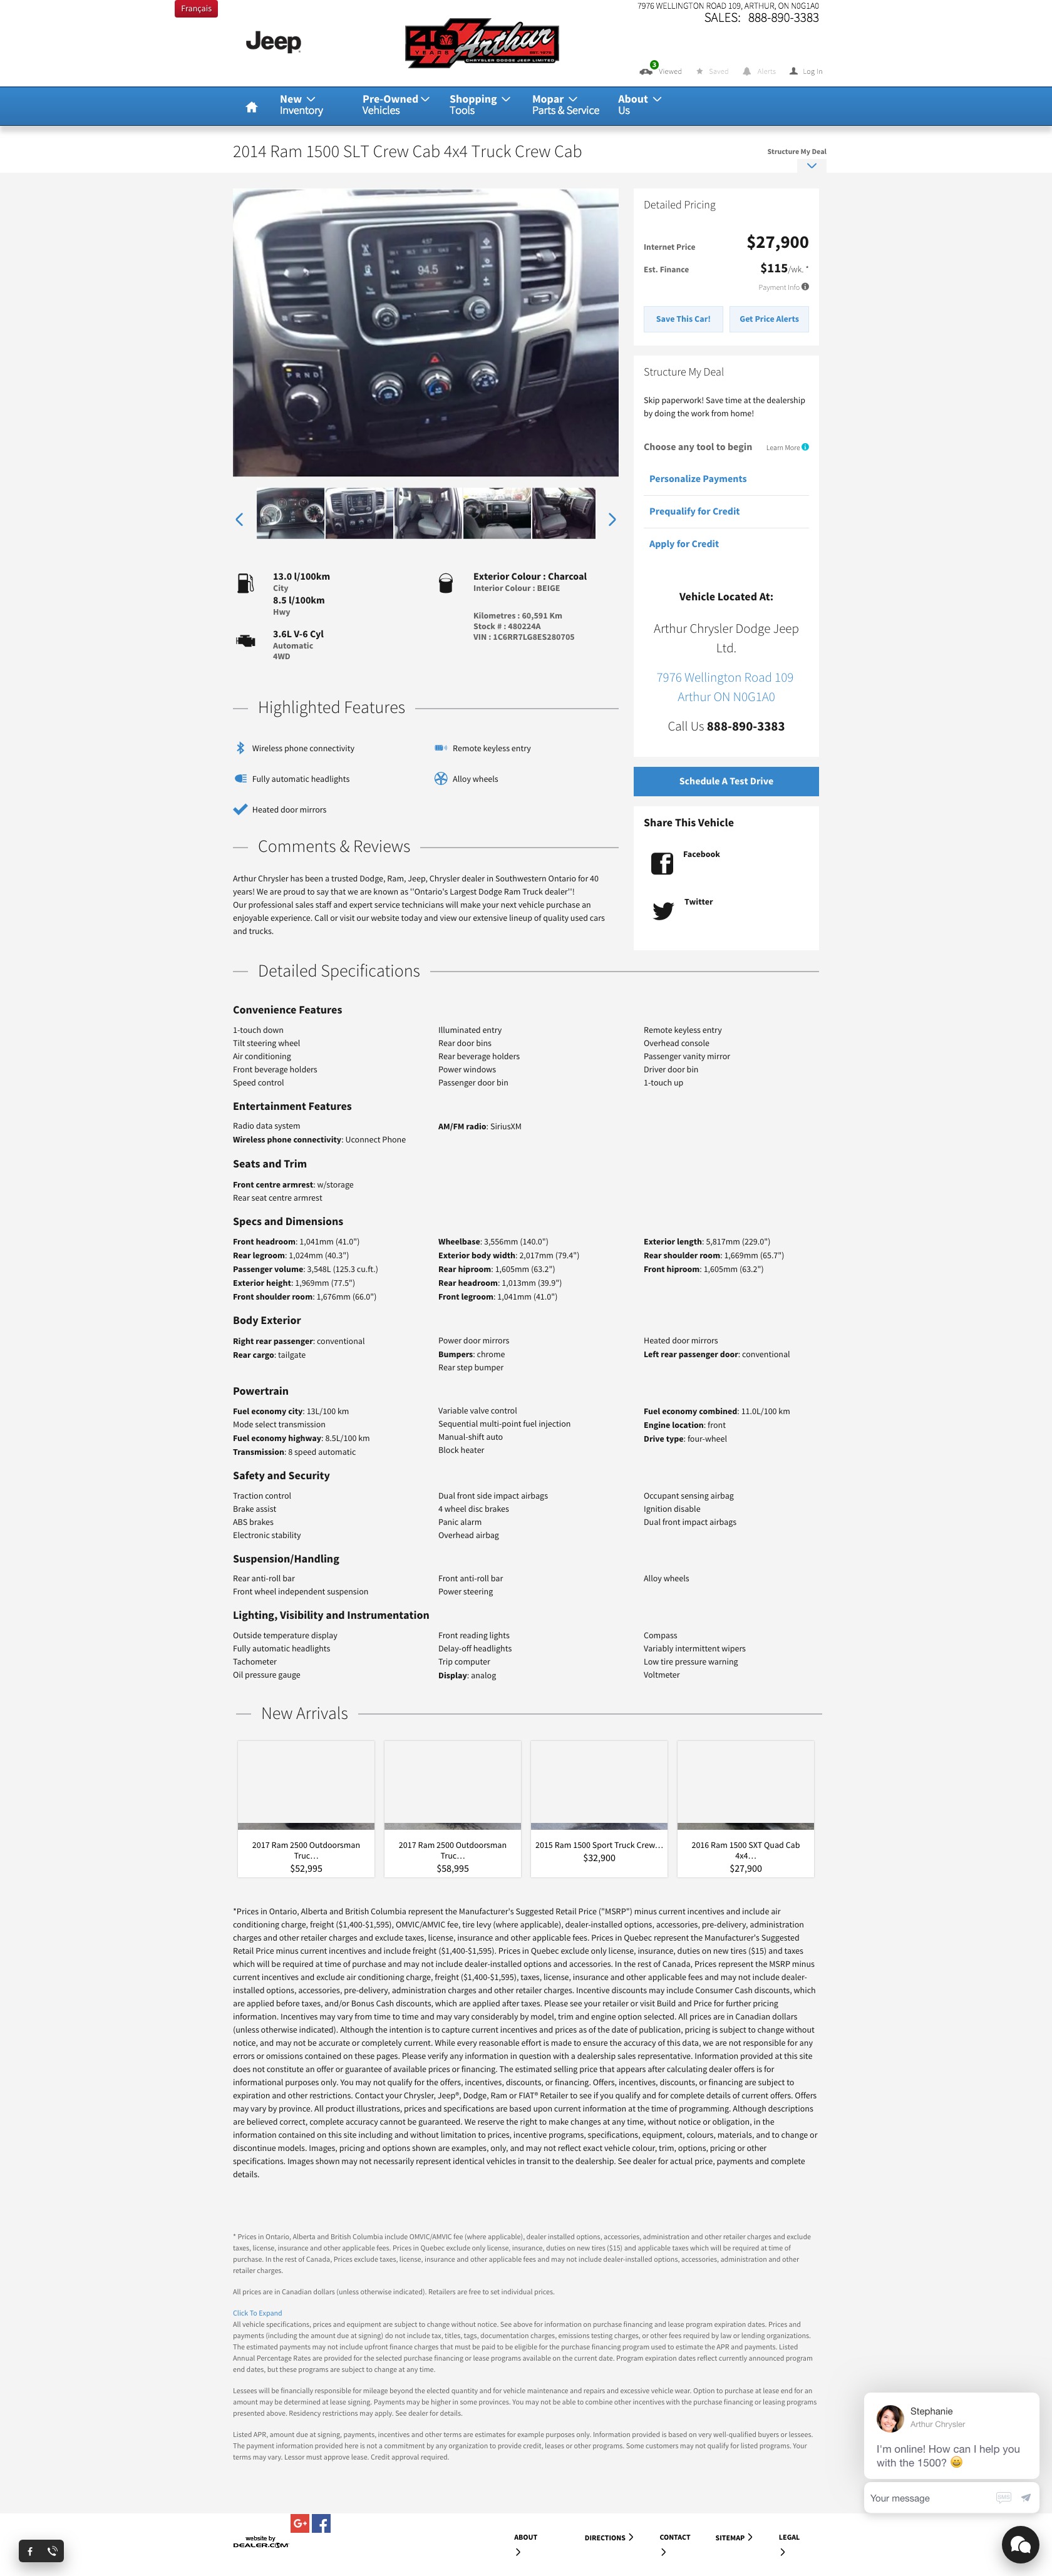 Français
7976 WELLINGTON ROAD 109, ARTHUR, ON N0G1A0
SALES: 888-890-3383
Jeep
40 YEARS Arthur
CHRYSLER DODGE JEEP LIMITED
3
Viewed
Saved
Alerts
Log In
New Inventory
Pre-Owned Vehicles
Shopping Tools
Mopar Parts & Service
About Us
2014 Ram 1500 SLT Crew Cab 4x4 Truck Crew Cab
Structure My Deal
94.5
P R N D
Detailed Pricing
Internet Price $27,900
Est. Finance $115/wk. *
Payment Info
Save This Car!
Get Price Alerts
Structure My Deal
Skip paperwork! Save time at the dealership
by doing the work from home!
Choose any tool to begin
Learn More
Personalize Payments
Prequalify for Credit
Apply for Credit
Vehicle Located At:
Arthur Chrysler Dodge Jeep
Ltd.
7976 Wellington Road 109
Arthur ON N0G1A0
Call Us 888-890-3383
Schedule A Test Drive
Share This Vehicle
Facebook
Twitter
13.0 l/100km
City
8.5 l/100km
Hwy
3.6L V-6 Cyl
Automatic
4WD
Exterior Colour : Charcoal
Interior Colour : BEIGE
Kilometres : 60,591 Km
Stock # : 480224A
VIN : 1C6RR7LG8ES280705
Highlighted Features
Wireless phone connectivity
Remote keyless entry
Fully automatic headlights
Alloy wheels
Heated door mirrors
Comments & Reviews
Arthur Chrysler has been a trusted Dodge, Ram, Jeep, Chrysler dealer in Southwestern Ontario for 40
years! We are proud to say that we are known as ''Ontario's Largest Dodge Ram Truck dealer''!
Our professional sales staff and expert service technicians will make your next vehicle purchase an
enjoyable experience. Call or visit our website today and view our extensive lineup of quality used cars
and trucks.
Detailed Specifications
Convenience Features
1-touch down
Tilt steering wheel
Air conditioning
Front beverage holders
Speed control
Illuminated entry
Rear door bins
Rear beverage holders
Power windows
Passenger door bin
Remote keyless entry
Overhead console
Passenger vanity mirror
Driver door bin
1-touch up
Entertainment Features
Radio data system
Wireless phone connectivity: Uconnect Phone
AM/FM radio: SiriusXM
Seats and Trim
Front centre armrest: w/storage
Rear seat centre armrest
Specs and Dimensions
Front headroom: 1,041mm (41.0")
Rear legroom: 1,024mm (40.3")
Passenger volume: 3,548L (125.3 cu.ft.)
Exterior height: 1,969mm (77.5")
Front shoulder room: 1,676mm (66.0")
Wheelbase: 3,556mm (140.0")
Exterior body width: 2,017mm (79.4")
Rear hiproom: 1,605mm (63.2")
Rear headroom: 1,013mm (39.9")
Front legroom: 1,041mm (41.0")
Exterior length: 5,817mm (229.0")
Rear shoulder room: 1,669mm (65.7")
Front hiproom: 1,605mm (63.2")
Body Exterior
Right rear passenger: conventional
Rear cargo: tailgate
Power door mirrors
Bumpers: chrome
Rear step bumper
Heated door mirrors
Left rear passenger door: conventional
Powertrain
Fuel economy city: 13L/100 km
Mode select transmission
Fuel economy highway: 8.5L/100 km
Transmission: 8 speed automatic
Variable valve control
Sequential multi-point fuel injection
Manual-shift auto
Block heater
Fuel economy combined: 11.0L/100 km
Engine location: front
Drive type: four-wheel
Safety and Security
Traction control
Brake assist
ABS brakes
Electronic stability
Dual front side impact airbags
4 wheel disc brakes
Panic alarm
Overhead airbag
Occupant sensing airbag
Ignition disable
Dual front impact airbags
Suspension/Handling
Rear anti-roll bar
Front wheel independent suspension
Front anti-roll bar
Power steering
Alloy wheels
Lighting, Visibility and Instrumentation
Outside temperature display
Fully automatic headlights
Tachometer
Oil pressure gauge
Front reading lights
Delay-off headlights
Trip computer
Display: analog
Compass
Variably intermittent wipers
Low tire pressure warning
Voltmeter
New Arrivals
2017 Ram 2500 Outdoorsman
Truc…
$52,995
2017 Ram 2500 Outdoorsman
Truc…
$58,995
2015 Ram 1500 Sport Truck Crew…
$32,900
2016 Ram 1500 SXT Quad Cab
4x4…
$27,900
*Prices in Ontario, Alberta and British Columbia represent the Manufacturer's Suggested Retail Price ("MSRP") minus current incentives and include air
conditioning charge, freight ($1,400-$1,595), OMVIC/AMVIC fee, tire levy (where applicable), dealer-installed options, accessories, pre-delivery, administration
charges and other retailer charges and exclude taxes, license, insurance and other applicable fees. Prices in Quebec represent the Manufacturer's Suggested
Retail Price minus current incentives and include freight ($1,400-$1,595). Prices in Quebec exclude only license, insurance, duties on new tires ($15) and taxes
which will be required at time of purchase and may not include dealer-installed options and accessories. In the rest of Canada, Prices represent the MSRP minus
current incentives and exclude air conditioning charge, freight ($1,400-$1,595), taxes, license, insurance and other applicable fees and may not include dealer-
installed options, accessories, pre-delivery, administration charges and other retailer charges. Incentive discounts may include Consumer Cash discounts, which
are applied before taxes, and/or Bonus Cash discounts, which are applied after taxes. Please see your retailer or visit Build and Price for further pricing
information. Incentives may vary from time to time and may vary considerably by model, trim and engine option selected. All prices are in Canadian dollars
(unless otherwise indicated). Although the intention is to capture current incentives and prices as of the date of publication, pricing is subject to change without
notice, and may not be accurate or completely current. While every reasonable effort is made to ensure the accuracy of this data, we are not responsible for any
errors or omissions contained on these pages. Please verify any information in question with a dealership sales representative. Information provided at this site
does not constitute an offer or guarantee of available prices or financing. The estimated selling price that appears after calculating dealer offers is for
informational purposes only. You may not qualify for the offers, incentives, discounts, or financing. Offers, incentives, discounts, or financing are subject to
expiration and other restrictions. Contact your Chrysler, Jeep®, Dodge, Ram or FIAT® Retailer to see if you qualify and for complete details of current offers. Offers
may vary by province. All product illustrations, prices and specifications are based upon current information at the time of programming. Although descriptions
are believed correct, complete accuracy cannot be guaranteed. We reserve the right to make changes at any time, without notice or obligation, in the
information contained on this site including and without limitation to prices, incentive programs, specifications, equipment, colours, materials, and to change or
discontinue models. Images, pricing and options shown are examples, only, and may not reflect exact vehicle colour, trim, options, pricing or other
specifications. Images shown may not necessarily represent identical vehicles in transit to the dealership. See dealer for actual price, payments and complete
details.
* Prices in Ontario, Alberta and British Columbia include OMVIC/AMVIC fee (where applicable), dealer installed options, accessories, administration and other retailer charges and exclude
taxes, license, insurance and other applicable fees. Prices in Quebec exclude only license, insurance, duties on new tires ($15) and applicable taxes which will be required at time of
purchase. In the rest of Canada, Prices exclude taxes, license, insurance and other applicable fees and may not include dealer-installed options, accessories, administration and other
retailer charges.
All prices are in Canadian dollars (unless otherwise indicated). Retailers are free to set individual prices.
Click To Expand
All vehicle specifications, prices and equipment are subject to change without notice. See above for information on purchase financing and lease program expiration dates. Prices and
payments (including the amount due at signing) do not include tax, titles, tags, documentation charges, emissions testing charges, or other fees required by law or lending organizations.
The estimated payments may not include upfront finance charges that must be paid to be eligible for the purchase financing program used to estimate the APR and payments. Listed
Annual Percentage Rates are provided for the selected purchase financing or lease programs available on the current date. Program expiration dates reflect currently announced program
end dates, but these programs are subject to change at any time.
Lessees will be financially responsible for mileage beyond the elected quantity and for vehicle maintenance and repairs and excessive vehicle wear. Option to purchase at lease end for an
amount may be determined at lease signing. Payments may be higher in some provinces. You may not be able to combine other incentives with the purchase financing or leasing programs
presented above. Residency restrictions may apply. See dealer for details.
Listed APR, amount due at signing, payments, incentives and other terms are estimates for example purposes only. Information provided is based on very well-qualified buyers or lessees.
The payment information provided here is not a commitment by any organization to provide credit, leases or other programs. Some customers may not qualify for listed programs. Your
terms may vary. Lessor must approve lease. Credit approval required.
Stephanie
Arthur Chrysler
I'm online! How can I help you
with the 1500? 😀
Your message
website by
DEALER.COM
ABOUT
DIRECTIONS
CONTACT
SITEMAP
LEGAL